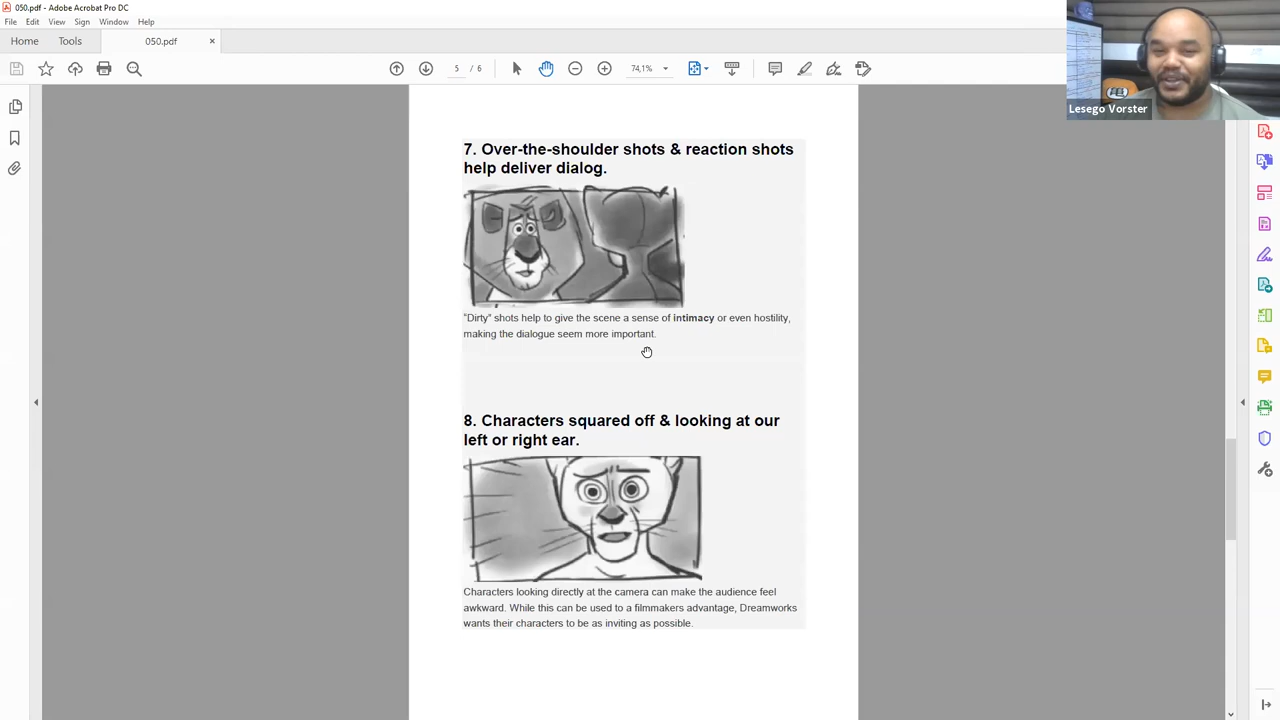 050.pdf - Adobe Acrobat Pro DC
File Edit View Sign Window Help
Home Tools 050.pdf ×
5 / 6 74,1%
Lesego Vorster
7. Over-the-shoulder shots & reaction shots
help deliver dialog.
"Dirty" shots help to give the scene a sense of intimacy or even hostility,
making the dialogue seem more important.
8. Characters squared off & looking at our
left or right ear.
Characters looking directly at the camera can make the audience feel
awkward. While this can be used to a filmmakers advantage, Dreamworks
wants their characters to be as inviting as possible.